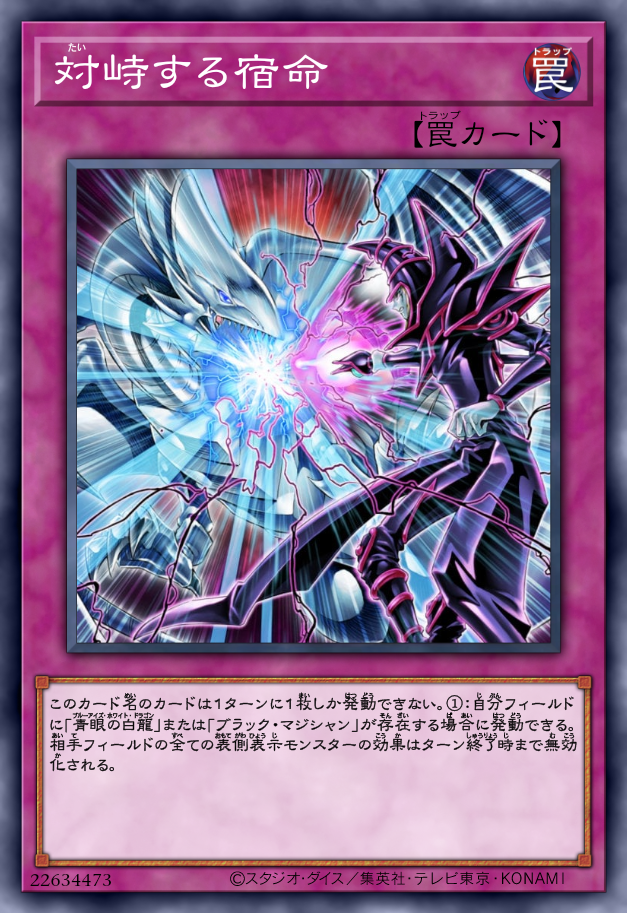 対峙する宿命
罠
【罠カード】
このカード名のカードは1ターンに1枚しか発動できない。①:自分フィールド
に「青眼の白龍」または「ブラック・マジシャン」が存在する場合に発動できる。
相手フィールドの全ての表側表示モンスターの効果はターン終了時まで無効
化される。
22634473 ©スタジオ・ダイス/集英社・テレビ東京・KONAMI